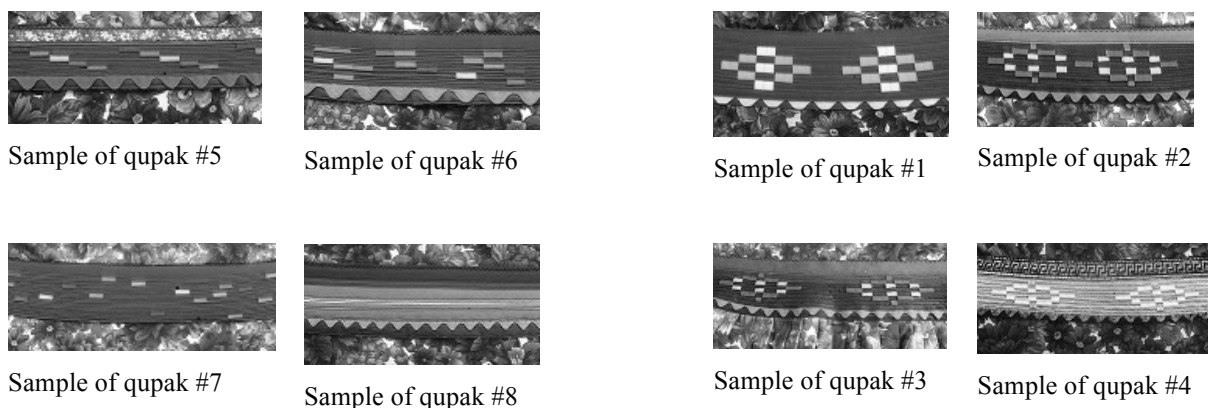 Sample of qupak #5
Sample of qupak #6
Sample of qupak #1
Sample of qupak #2
Sample of qupak #7
Sample of qupak #8
Sample of qupak #3
Sample of qupak #4